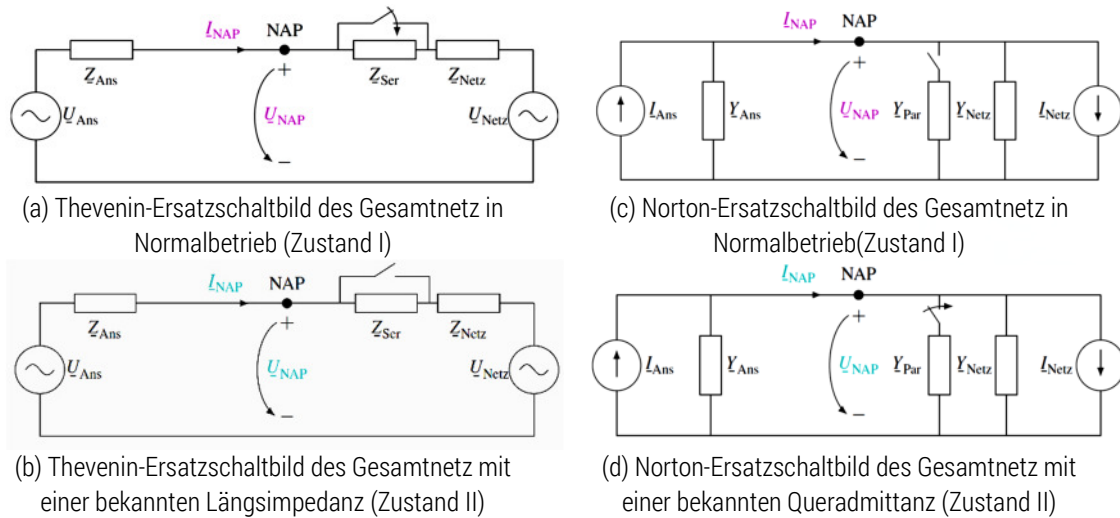 I_NAP NAP
Z_Ans Z_Ser Z_Netz
+
U_Ans U_NAP U_Netz
−
(a) Thevenin-Ersatzschaltbild des Gesamtnetz in
Normalbetrieb (Zustand I)
I_NAP NAP
+
I_Ans Y_Ans U_NAP Y_Par Y_Netz I_Netz
−
(c) Norton-Ersatzschaltbild des Gesamtnetz in
Normalbetrieb(Zustand I)
I_NAP NAP
Z_Ans Z_Ser Z_Netz
+
U_Ans U_NAP U_Netz
−
(b) Thevenin-Ersatzschaltbild des Gesamtnetz mit
einer bekannten Längsimpedanz (Zustand II)
I_NAP NAP
+
I_Ans Y_Ans U_NAP Y_Par Y_Netz I_Netz
−
(d) Norton-Ersatzschaltbild des Gesamtnetz mit
einer bekannten Queradmittanz (Zustand II)